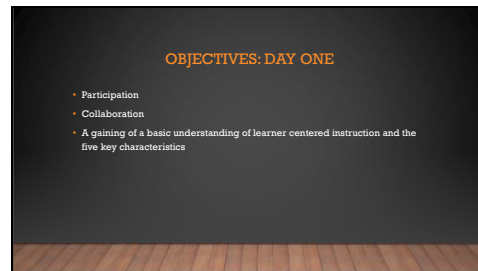 OBJECTIVES: DAY ONE
• Participation
• Collaboration
• A gaining of a basic understanding of learner centered instruction and the
five key characteristics